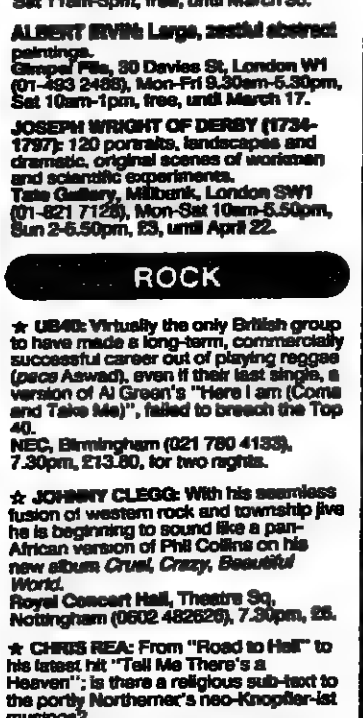 Sat 11am-5pm, free, until March 30.
ALBERT IRVIN: Large, zestful abstract
paintings.
Gimpel Fils, 30 Davies St, London W1
(01-493 2488), Mon-Fri 9.30am-5.30pm,
Sat 10am-1pm, free, until March 17.
JOSEPH WRIGHT OF DERBY (1734-
1797): 120 portraits, landscapes and
dramatic, original scenes of workmen
and scientific experiments.
Tate Gallery, Millbank, London SW1
(01-821 7128), Mon-Sat 10am-5.50pm,
Sun 2-5.50pm, £3, until April 22.
ROCK
★ UB40: Virtually the only British group
to have made a long-term, commercially
successful career out of playing reggae
(pace Aswad), even if their last single, a
version of Al Green's "Here I am (Come
and Take Me)", failed to breach the Top
40.
NEC, Birmingham (021 780 4133),
7.30pm, £13.60, for two nights.
★ JOHNNY CLEGG: With his seamless
fusion of western rock and township jive
he is beginning to sound like a pan-
African version of Phil Collins on his
new album Cruel, Crazy, Beautiful
World.
Royal Concert Hall, Theatre Sq,
Nottingham (0602 482626), 7.30pm, £6.
★ CHRIS REA: From "Road to Hell" to
his latest hit "Tell Me There's a
Heaven": is there a religious sub-text to
the portly Northerner's neo-Knopfler-ist
musings?